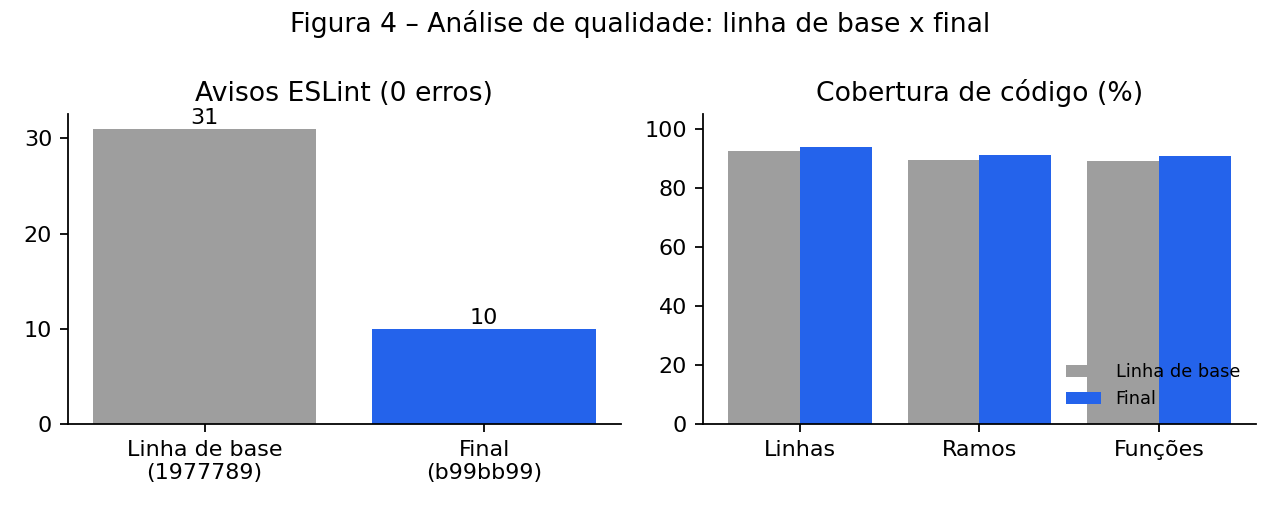 Figura 4 – Análise de qualidade: linha de base x final
Avisos ESLint (0 erros)
31
10
30
20
10
0
Linha de base
(1977789)
Final
(b99bb99)
Cobertura de código (%)
100
80
60
40
20
0
Linha de base
Final
Linhas
Ramos
Funções